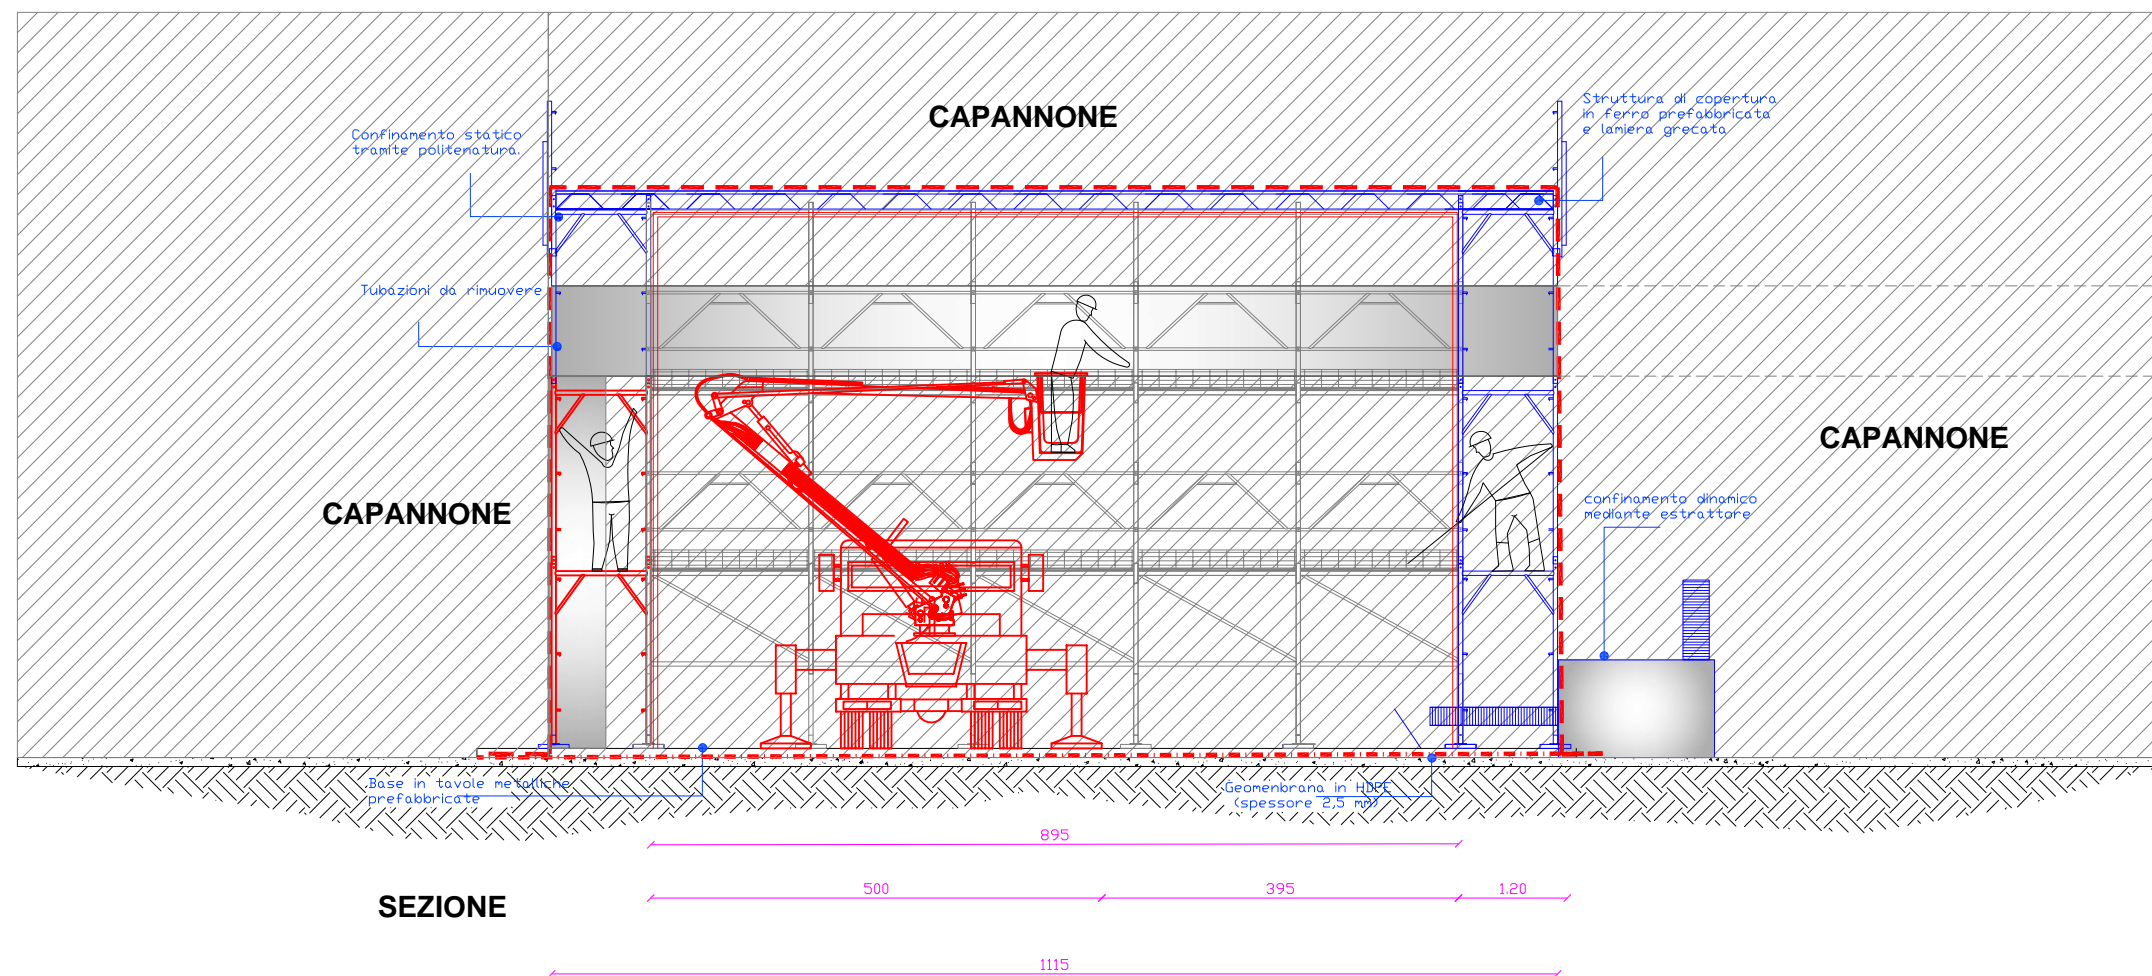 CAPANNONE
Struttura di copertura
in ferro prefabbricata
e lamiera grecata
Confinamento statico
tramite politenatura.
Tubazioni da rimuovere
CAPANNONE
CAPANNONE
confinamento dinamico
mediante estrattore
Base in tavole metalliche
prefabbricate
Geomenbrana in HDPE
(spessore 2,5 mm)
895
500
395
1.20
SEZIONE
1115